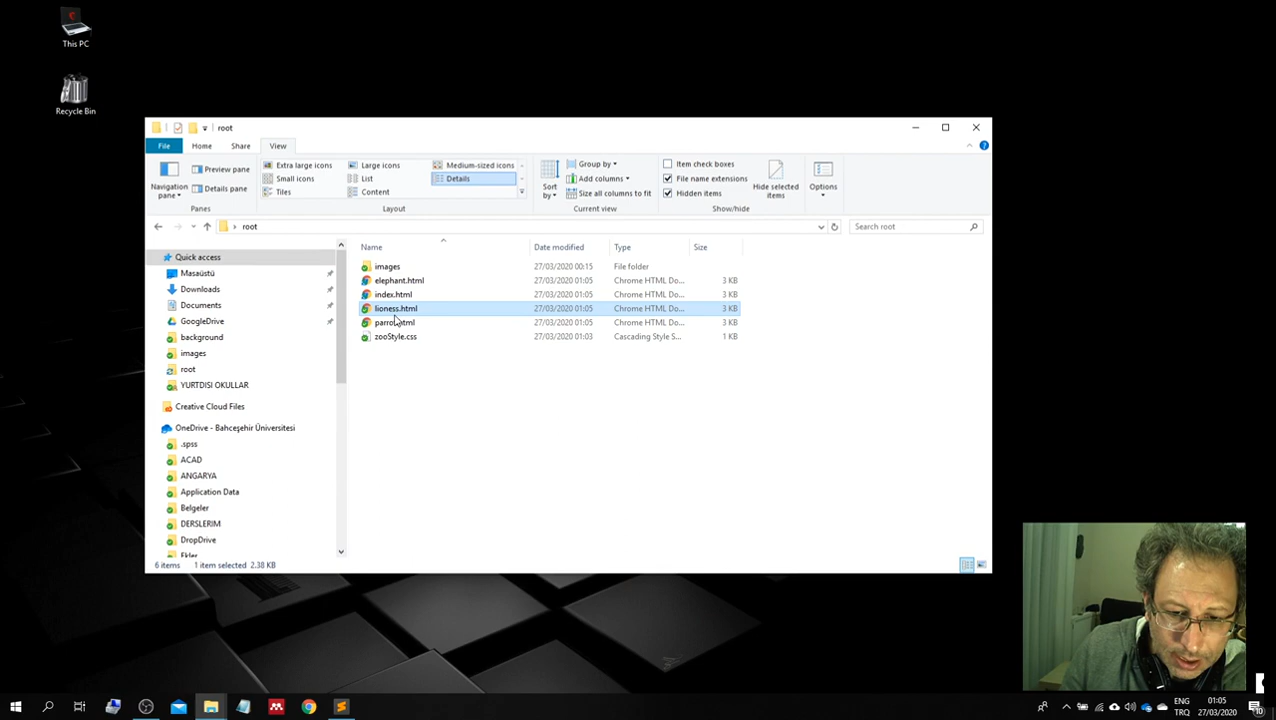 This PC
Recycle Bin
root
File
Home
Share
View
Navigation pane
Preview pane
Details pane
Panes
Extra large icons
Large icons
Medium-sized icons
Small icons
List
Details
Tiles
Content
Layout
Sort by
Group by
Add columns
Size all columns to fit
Current view
Item check boxes
File name extensions
Hidden items
Hide selected items
Show/hide
Options
root
Search root
Name Date modified Type Size
images 27/03/2020 00:15 File folder
elephant.html 27/03/2020 01:05 Chrome HTML Do... 3 KB
index.html 27/03/2020 01:05 Chrome HTML Do... 3 KB
lioness.html 27/03/2020 01:05 Chrome HTML Do... 3 KB
27/03/2020 01:05 Chrome HTML Do... 3 KB
zooStyle.css 27/03/2020 01:03 Cascading Style S... 1 KB
Quick access
Masaüstü
Downloads
Documents
GoogleDrive
background
images
root
YURTDISI OKULLAR
Creative Cloud Files
OneDrive - Bahceşehir Üniversitesi
.spss
ACAD
ANGARYA
Application Data
Belgeler
DERSLERIM
DropDrive
Ekler
6 items 1 item selected 2.38 KB
ENG 01:05
TRQ 27/03/2020
10